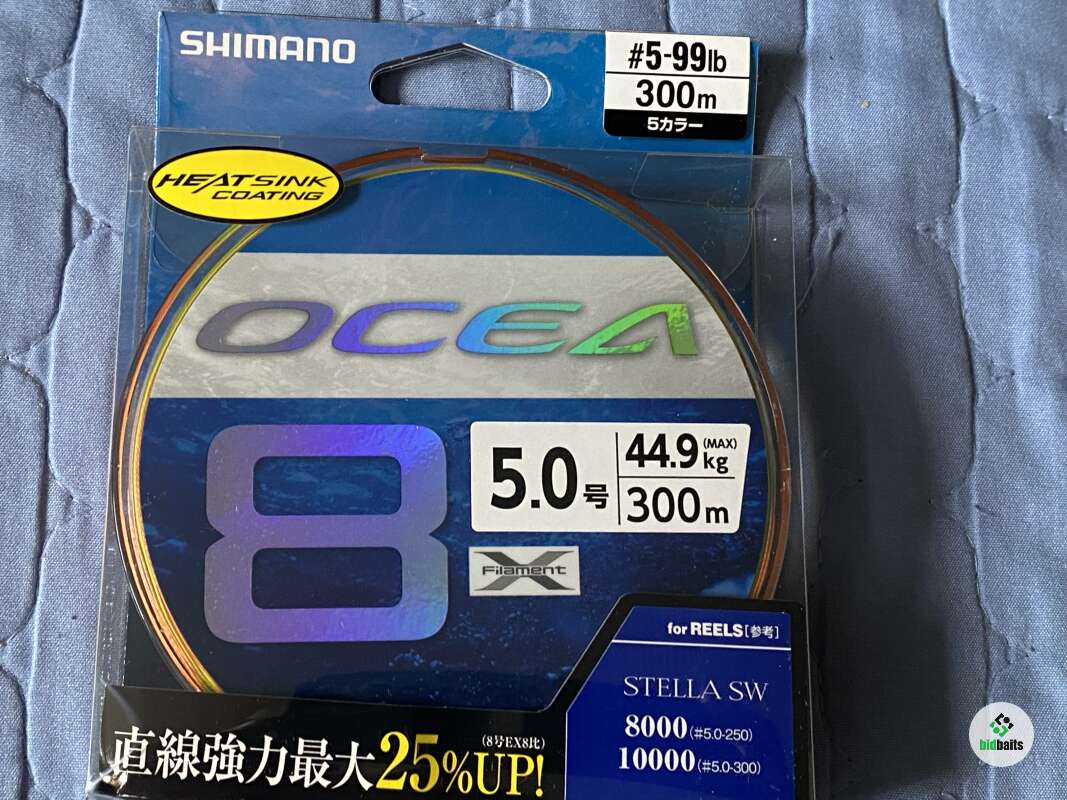 SHIMANO
#5-99lb
300m
5カラー
HEATSINK
COATING
OCEA
8
5.0号
44.9kg (MAX)
300m
X
Filament
for REELS[参考]
STELLA SW
8000(#5.0-250)
10000(#5.0-300)
(8号EX8比)
直線強力最大25%UP!
bidbaits